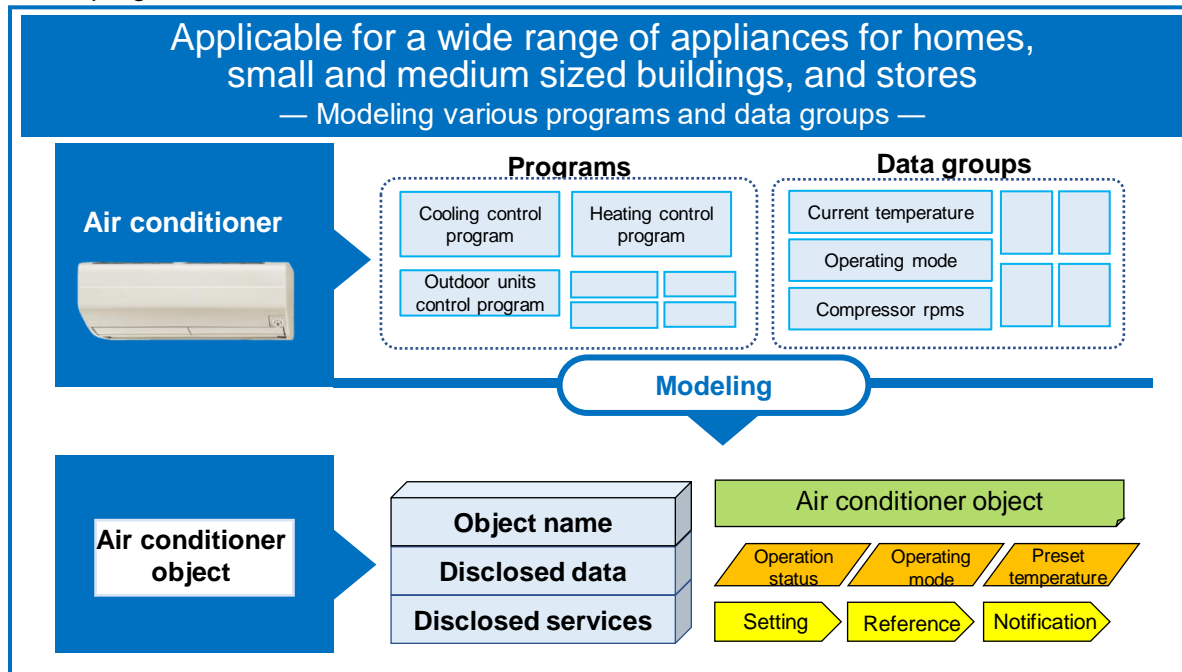 Applicable for a wide range of appliances for homes,
small and medium sized buildings, and stores
— Modeling various programs and data groups —
Air conditioner
Programs
Cooling control
program
Heating control
program
Outdoor units
control program
Data groups
Current temperature
Operating mode
Compressor rpms
Modeling
Air conditioner
object
Object name
Disclosed data
Disclosed services
Air conditioner object
Operation
status
Operating
mode
Preset
temperature
Setting
Reference
Notification